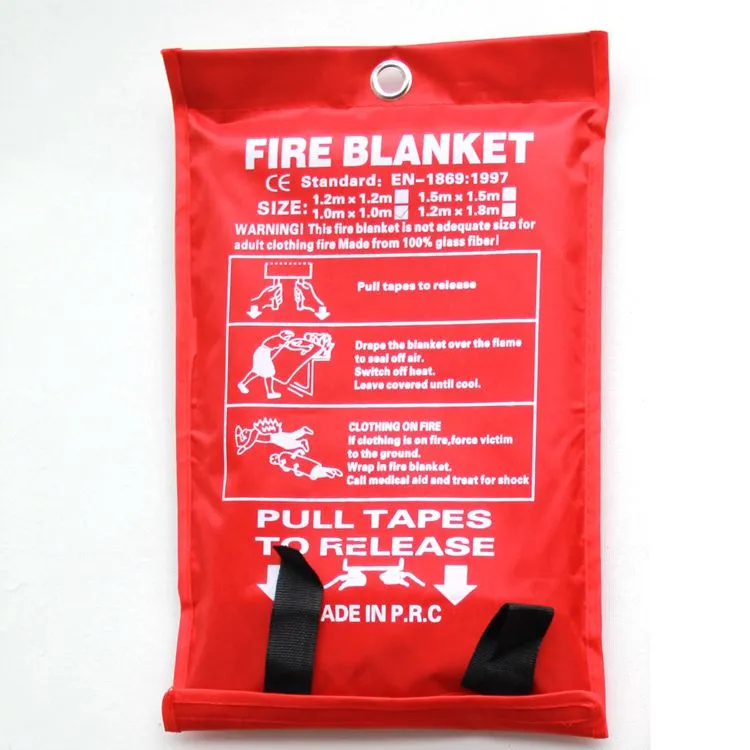 FIRE BLANKET
CE Standard: EN-1869:1997
SIZE: 1.2m x 1.2m 1.5m x 1.5m
1.0m x 1.0m 1.2m x 1.8m
WARNING! This fire blanket is not adequate size for
adult clothing fire Made from 100% glass fiber!
Pull tapes to release
Drape the blanket over the flame
to seal off air.
Switch off heat.
Leave covered until cool.
CLOTHING ON FIRE
If clothing is on fire,force victim
to the ground.
Wrap in fire blanket.
Call medical aid and treat for shock
PULL TAPES
TO RELEASE
ADE IN P.R.C